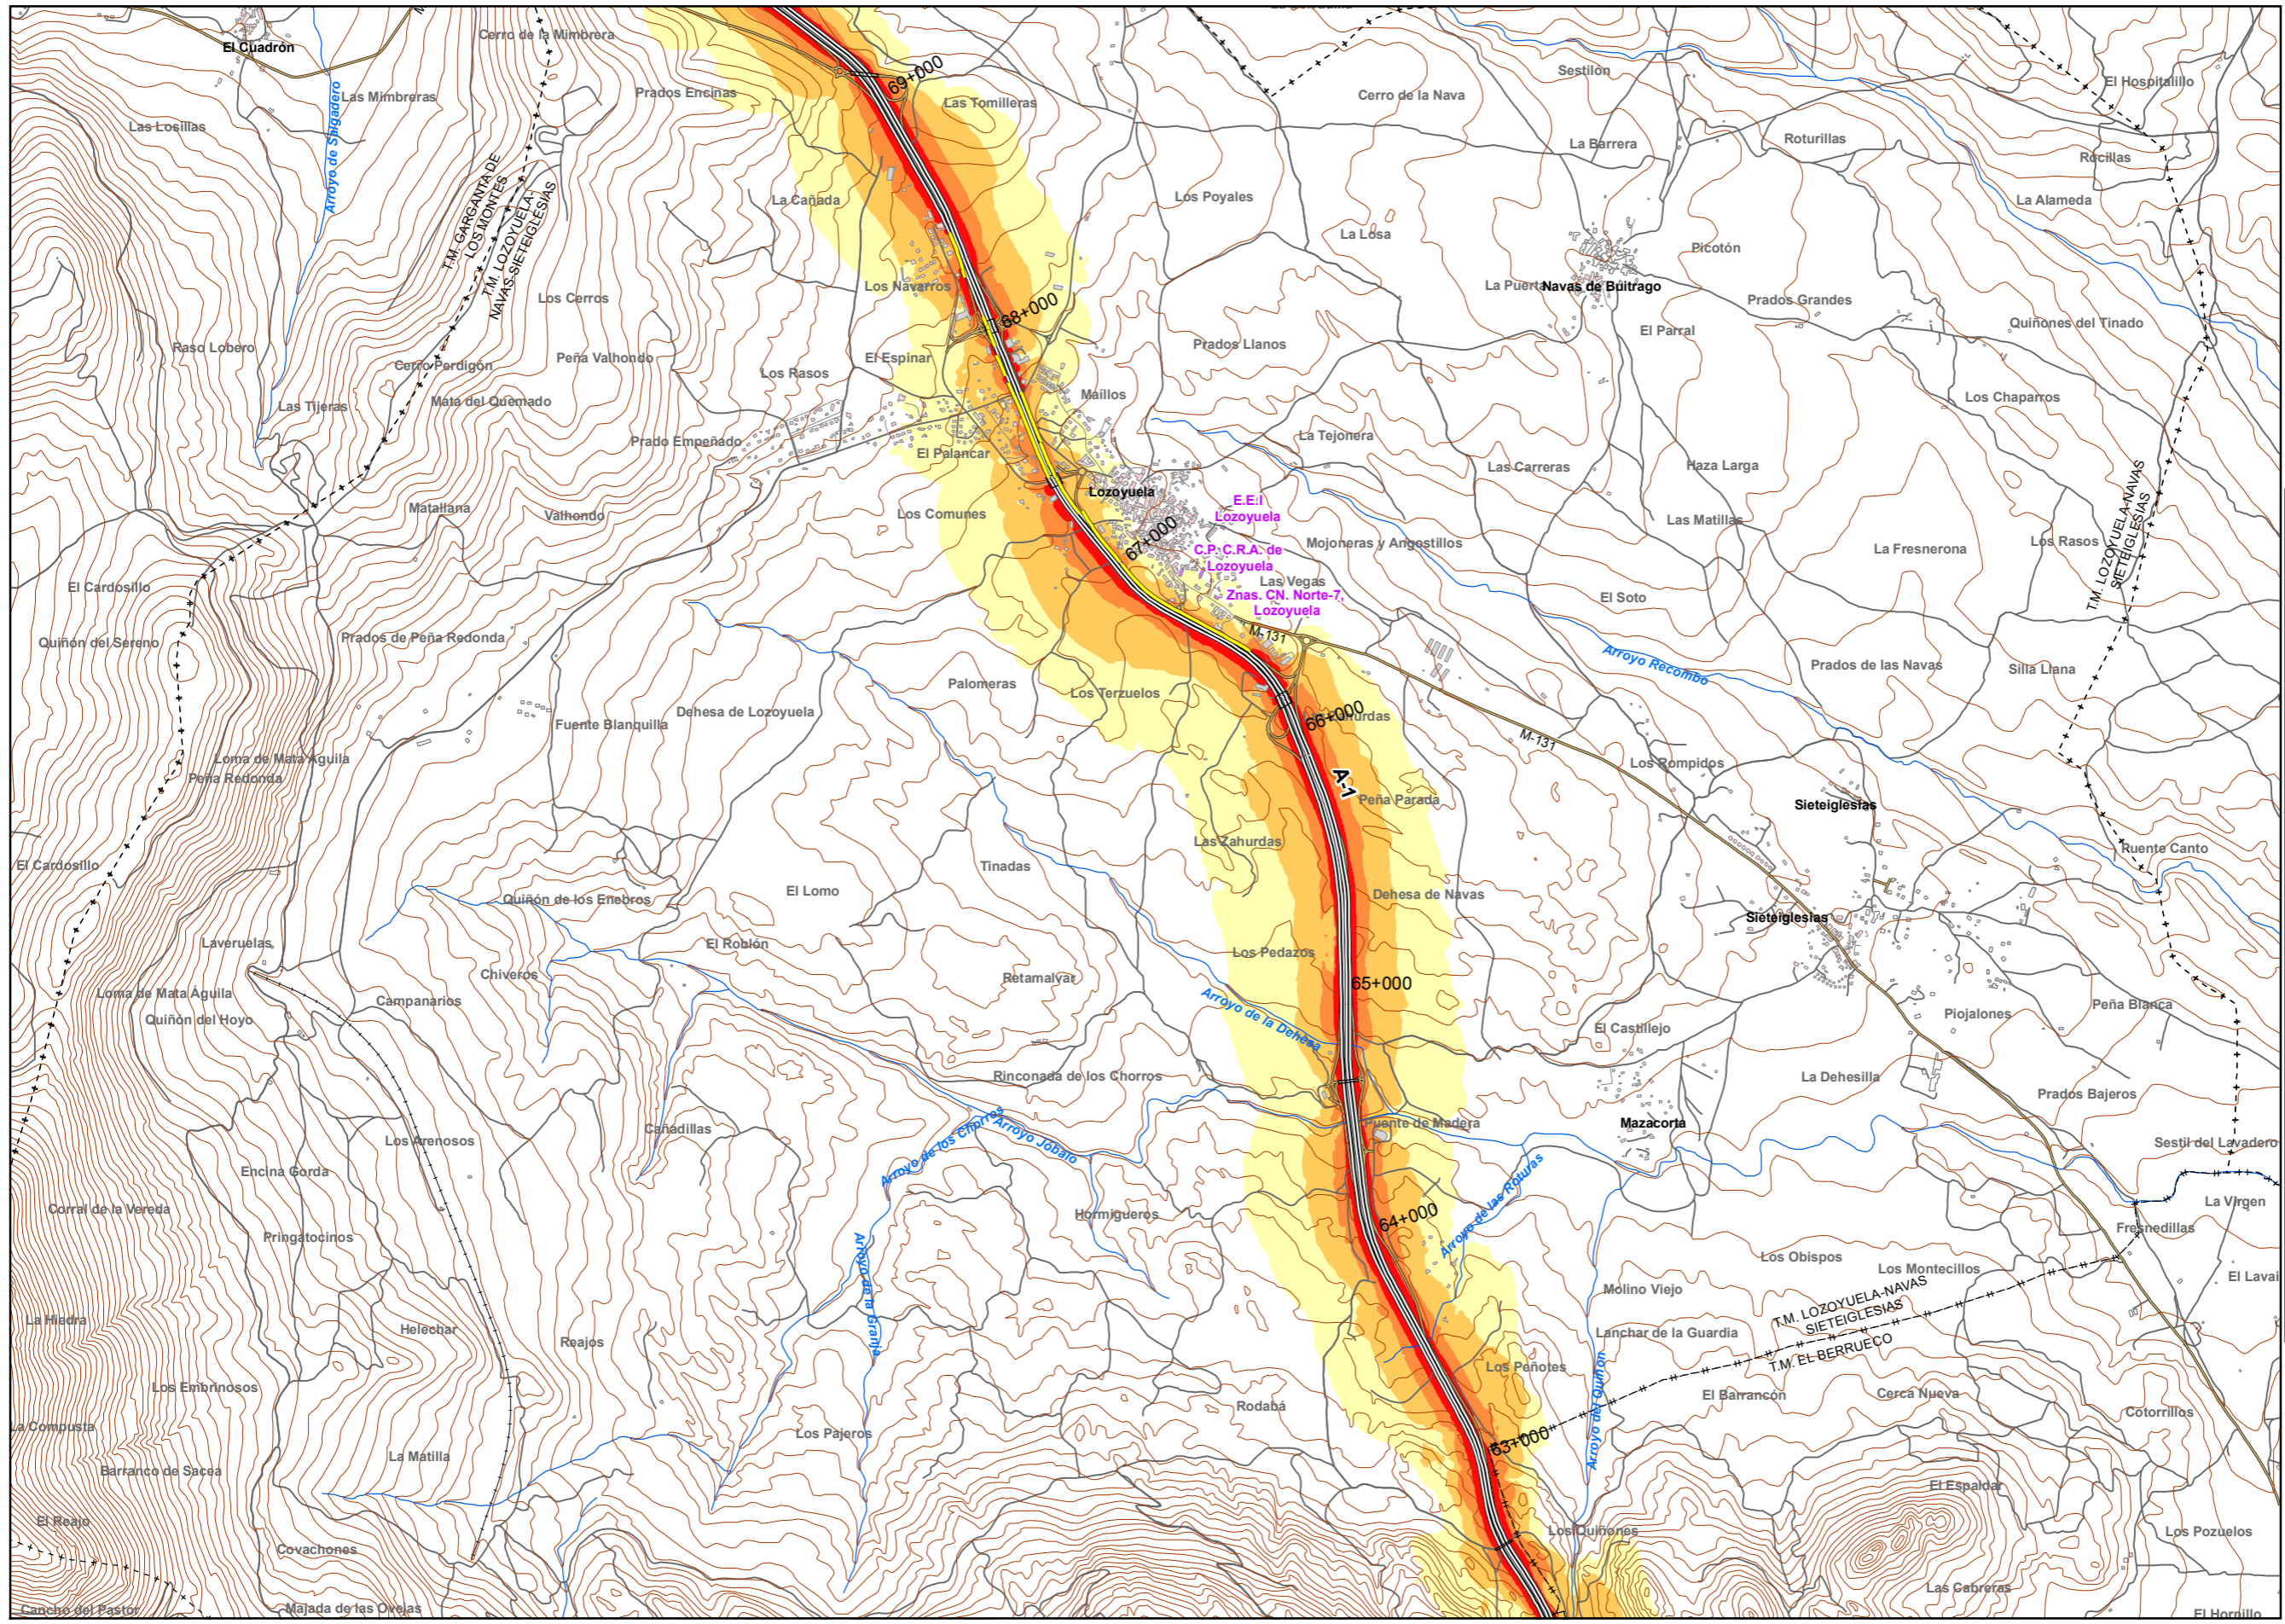 El Cuadrón
Cerro de la Mimbrera
69+000
Sestilón
El Hospitalillo
Prados Encinas
Las Mimbreras
Las Tomilleras
Cerro de la Nava
Las Losillas
Arroyo de Salgadero
La Barrera
Roturillas
Rocillas
T.M. GARGANTA DE
LOS MONTES
T.M. LOZOYUELA-
NAVAS-SIETEIGLESIAS
La Cañada
Los Poyales
La Alameda
La Losa
Picotón
Los Navarros
La Puerta
Navas de Buitrago
Los Cerros
68+000
Prados Grandes
Quiñones del Tinado
El Parral
Raso Lobero
Cerro Perdigón
Peña Valhondo
El Espinar
Prados Llanos
Los Rasos
Las Tijeras
Mata del Quemado
Maíllos
Los Chaparros
Prado Empeñado
El Palancar
La Tejonera
Las Carreras
Haza Larga
T.M. LOZOYUELA-NAVAS
SIETEIGLESIAS
Lozoyuela
E.E.I
Lozoyuela
Matallana
Valhondo
Los Comunes
Las Matillas
67+000
C.P. C.R.A. de
Lozoyuela
Mojoneras y Angostillos
La Fresnerona
Los Rasos
El Cardosillo
Las Vegas
Znas. CN. Norte-7,
Lozoyuela
El Soto
Quiñón del Sereno
Prados de Peña Redonda
M-131
Arroyo Recombo
Prados de las Navas
Silla Llana
Palomeras
Los Terzuelos
Fuente Blanquilla
Dehesa de Lozoyuela
66+000
M-131
Loma de Mata Águila
Peña Redonda
Los Rompidos
A-1
Peña Parada
Sieteiglesias
Las Zahurdas
Ruente Canto
El Cardosillo
Tinadas
El Lomo
Quiñón de los Enebros
Dehesa de Navas
Sieteiglesias
Laveruelas
El Roblón
Los Pedazos
Chiveros
Retamalvar
65+000
Loma de Mata Águila
Campanarios
Arroyo de la Dehesa
Peña Blanca
Quiñón del Hoyo
Piojalones
El Castillejo
Rinconada de los Chorros
La Dehesilla
Prados Bajeros
Cañadillas
Arroyo de los Chorros
Arroyo Jóbalo
Puente de Madera
Mazacorta
Los Arenosos
Sestil del Lavadero
Encina Gorda
Arroyo de las Roturas
Corral de la Vereda
Hormigueros
64+000
La Virgen
Fresnedillas
Pringatocinos
Arroyo de la Granja
Los Obispos
Los Montecillos
El Lavai
Molino Viejo
T.M. LOZOYUELA-NAVAS
SIETEIGLESIAS
T.M. EL BERRUECO
La Hiedra
Helechar
Reajos
Lanchar de la Guardia
Los Peñotes
Arroyo del Quiñón
Los Embrinosos
El Barrancón
Cerca Nueva
Rodabá
Cotorrillos
La Compusta
Los Pajeros
63+000
La Matilla
Barranco de Sacea
El Espaldar
El Reajo
Los Quiñones
Los Pozuelos
Covachones
Las Cabreras
Cancho del Pastor
Majada de las Ovejas
El Hornillo